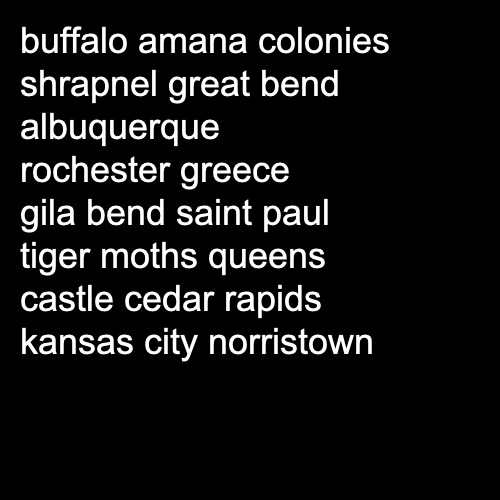 buffalo amana colonies
shrapnel great bend
albuquerque
rochester greece
gila bend saint paul
tiger moths queens
castle cedar rapids
kansas city norristown